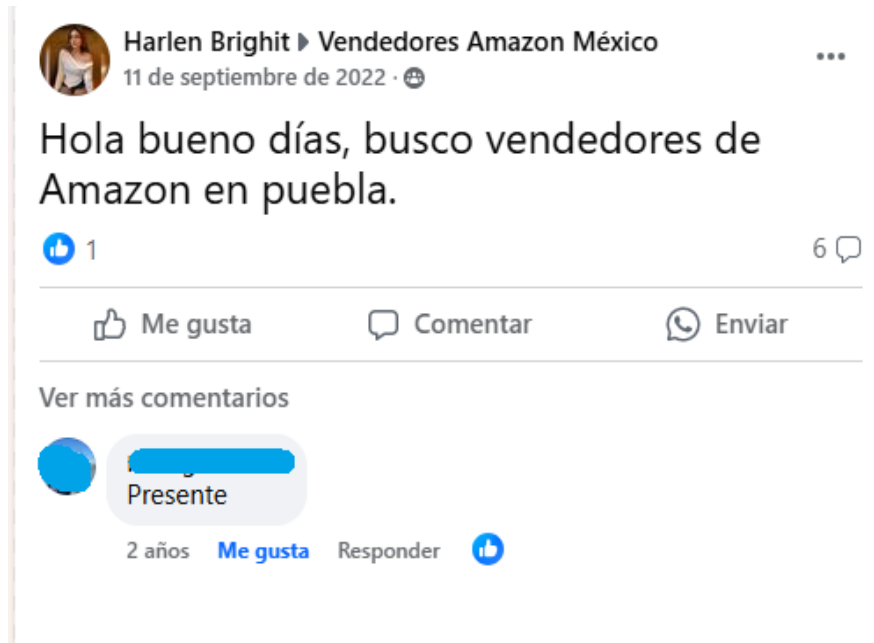 Harlen Brighit Vendedores Amazon México
11 de septiembre de 2022 ·
Hola bueno días, busco vendedores de
Amazon en puebla.
1 6
Me gusta Comentar Enviar
Ver más comentarios
Presente
2 años Me gusta Responder